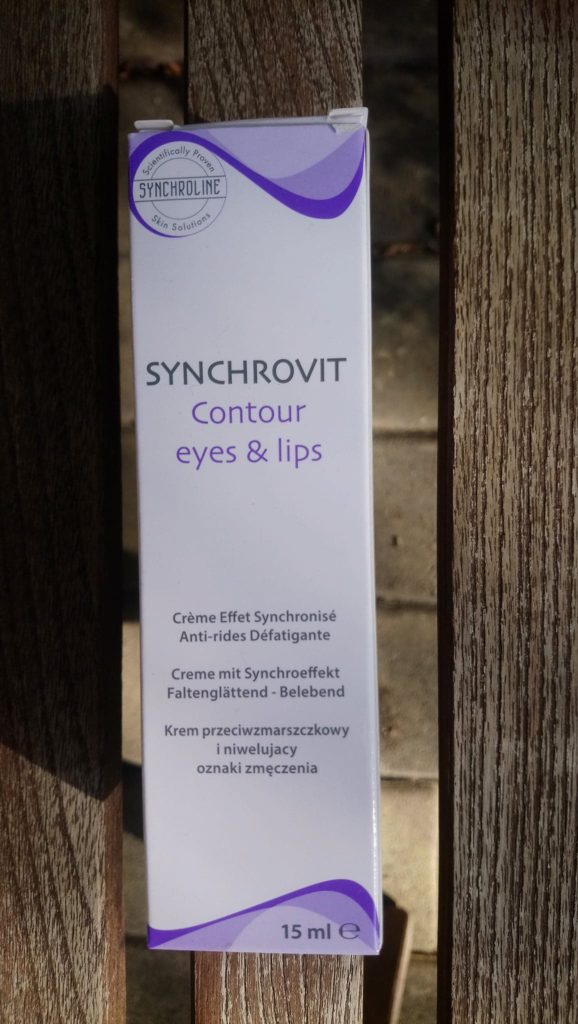 Scientifically Proven
SYNCHROLINE
Skin Solutions
SYNCHROVIT
Contour
eyes & lips
Crème Effet Synchronisé
Anti-rides Défatigante
Creme mit Synchroeffekt
Faltenglättend - Belebend
Krem przeciwzmarszczkowy
i niwelujacy
oznaki zmęczenia
15 ml ℮